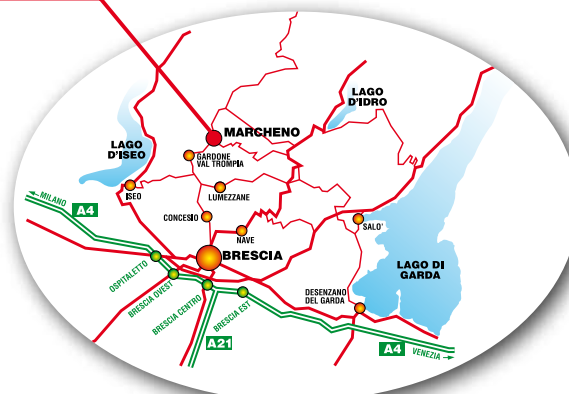 LAGO
D'IDRO
MARCHENO
LAGO
D'ISEO
GARDONE
VAL TROMPIA
ISEO
LUMEZZANE
MILANO
A4
CONCESIO
SALO'
NAVE
BRESCIA
OSPITALETTO
LAGO DI
GARDA
BRESCIA OVEST
BRESCIA CENTRO
BRESCIA EST
DESENZANO
DEL GARDA
A21
A4
VENEZIA